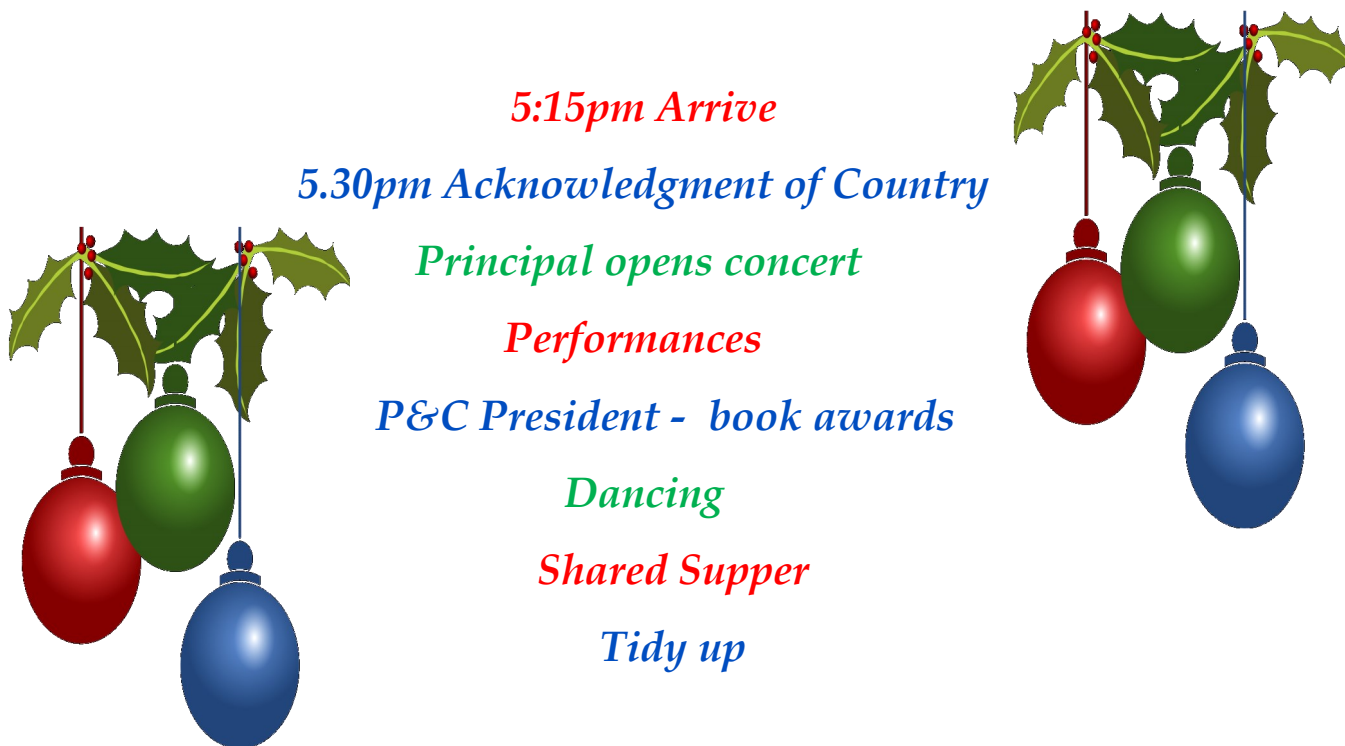 5:15pm Arrive
5.30pm Acknowledgment of Country
Principal opens concert
Performances
P&C President - book awards
Dancing
Shared Supper
Tidy up